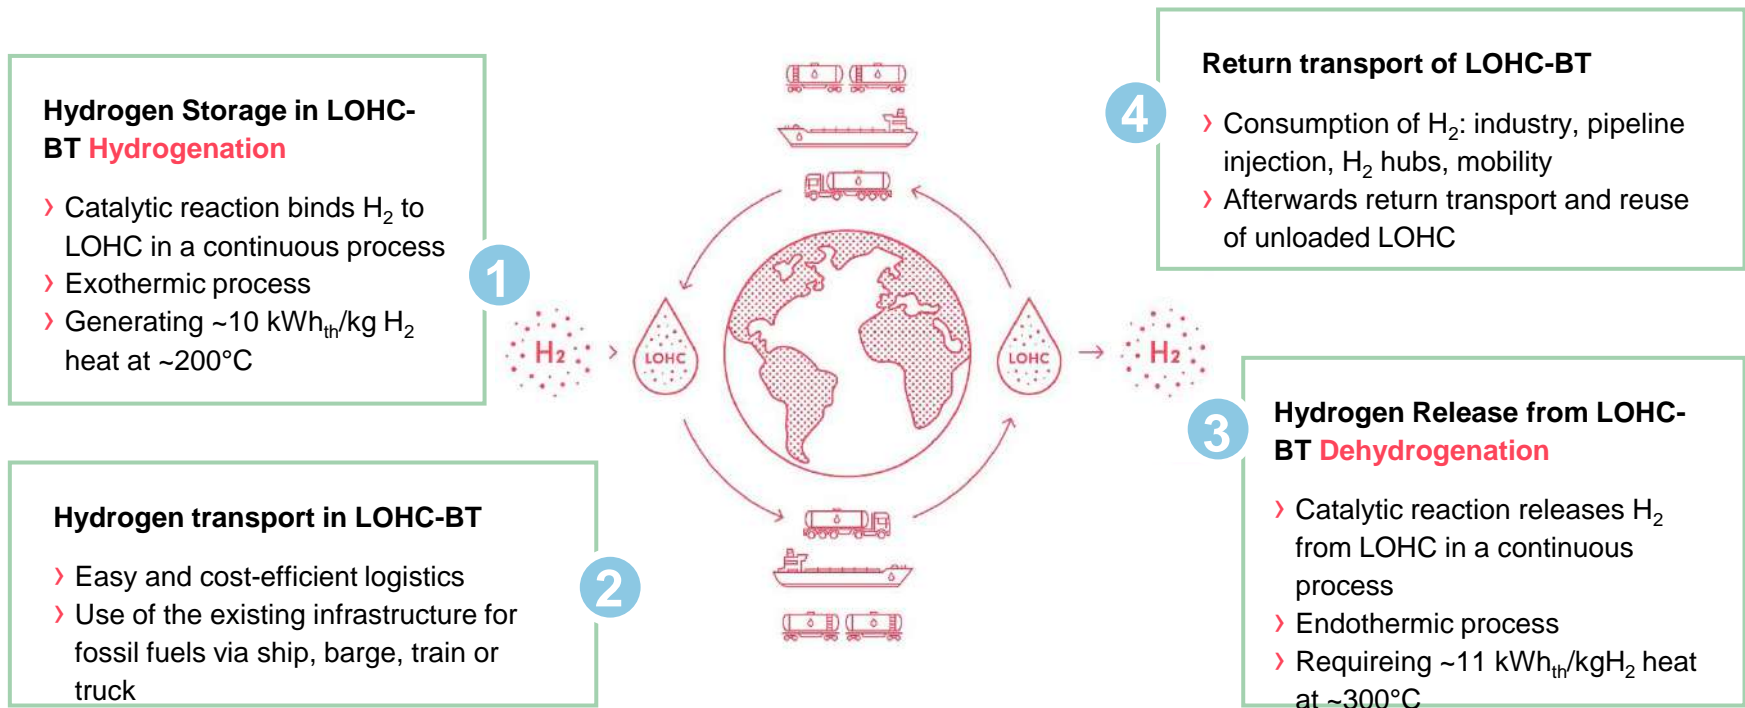 Hydrogen Storage in LOHC-
BT Hydrogenation
› Catalytic reaction binds H₂ to
LOHC in a continuous process
› Exothermic process
› Generating ~10 kWhₜₕ/kg H₂
heat at ~200°C
1
H₂
LOHC
Hydrogen transport in LOHC-BT
› Easy and cost-efficient logistics
› Use of the existing infrastructure for
fossil fuels via ship, barge, train or
truck
2
LOHC
H₂
3
Hydrogen Release from LOHC-
BT Dehydrogenation
› Catalytic reaction releases H₂
from LOHC in a continuous
process
› Endothermic process
› Requireing ~11 kWhₜₕ/kgH₂ heat
at ~300°C
4
Return transport of LOHC-BT
› Consumption of H₂: industry, pipeline
injection, H₂ hubs, mobility
› Afterwards return transport and reuse
of unloaded LOHC